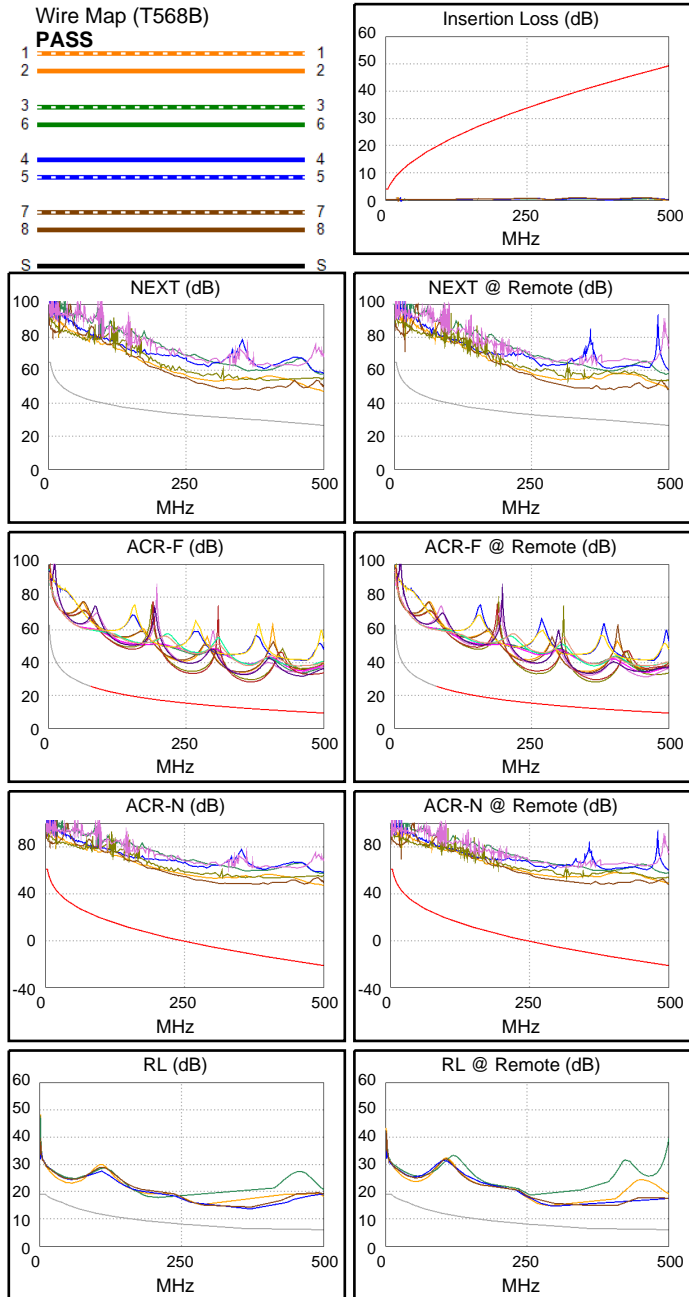 Wire Map (T568B)
PASS
1 1
2 2
3 3
6 6
4 4
5 5
7 7
8 8
S S
Insertion Loss (dB)
60
50
40
30
20
10
0
0 250 500
MHz
NEXT (dB)
100
80
60
40
20
0
0 250 500
MHz
NEXT @ Remote (dB)
100
80
60
40
20
0
0 250 500
MHz
ACR-F (dB)
100
80
60
40
20
0
0 250 500
MHz
ACR-F @ Remote (dB)
100
80
60
40
20
0
0 250 500
MHz
ACR-N (dB)
80
40
0
-40
0 250 500
MHz
ACR-N @ Remote (dB)
80
40
0
-40
0 250 500
MHz
RL (dB)
60
50
40
30
20
10
0
0 250 500
MHz
RL @ Remote (dB)
60
50
40
30
20
10
0
0 250 500
MHz